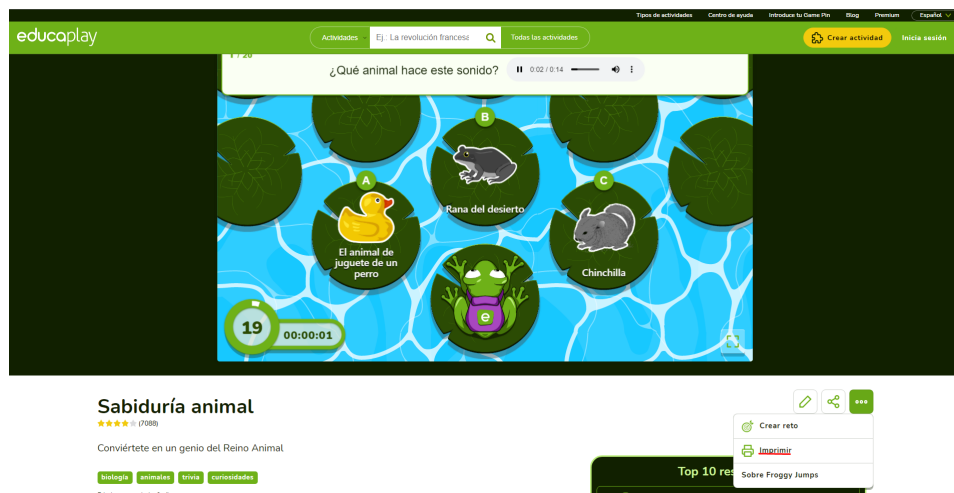 Tipos de actividades Centro de ayuda Introduce tu Game Pin Blog Premium Español
educaplay Actividades Ej.: La revolución frances Todas las actividades Crear actividad Inicia sesión
1 / 20
¿Qué animal hace este sonido? 0:02 / 0:14
B
Rana del desierto
A
El animal de
juguete de un
perro
C
Chinchilla
e
19 00:00:01
Sabiduría animal
(7088)
Conviértete en un genio del Reino Animal
biología animales trivia curiosidades
Crear reto
Imprimir
Sobre Froggy Jumps
Top 10 res